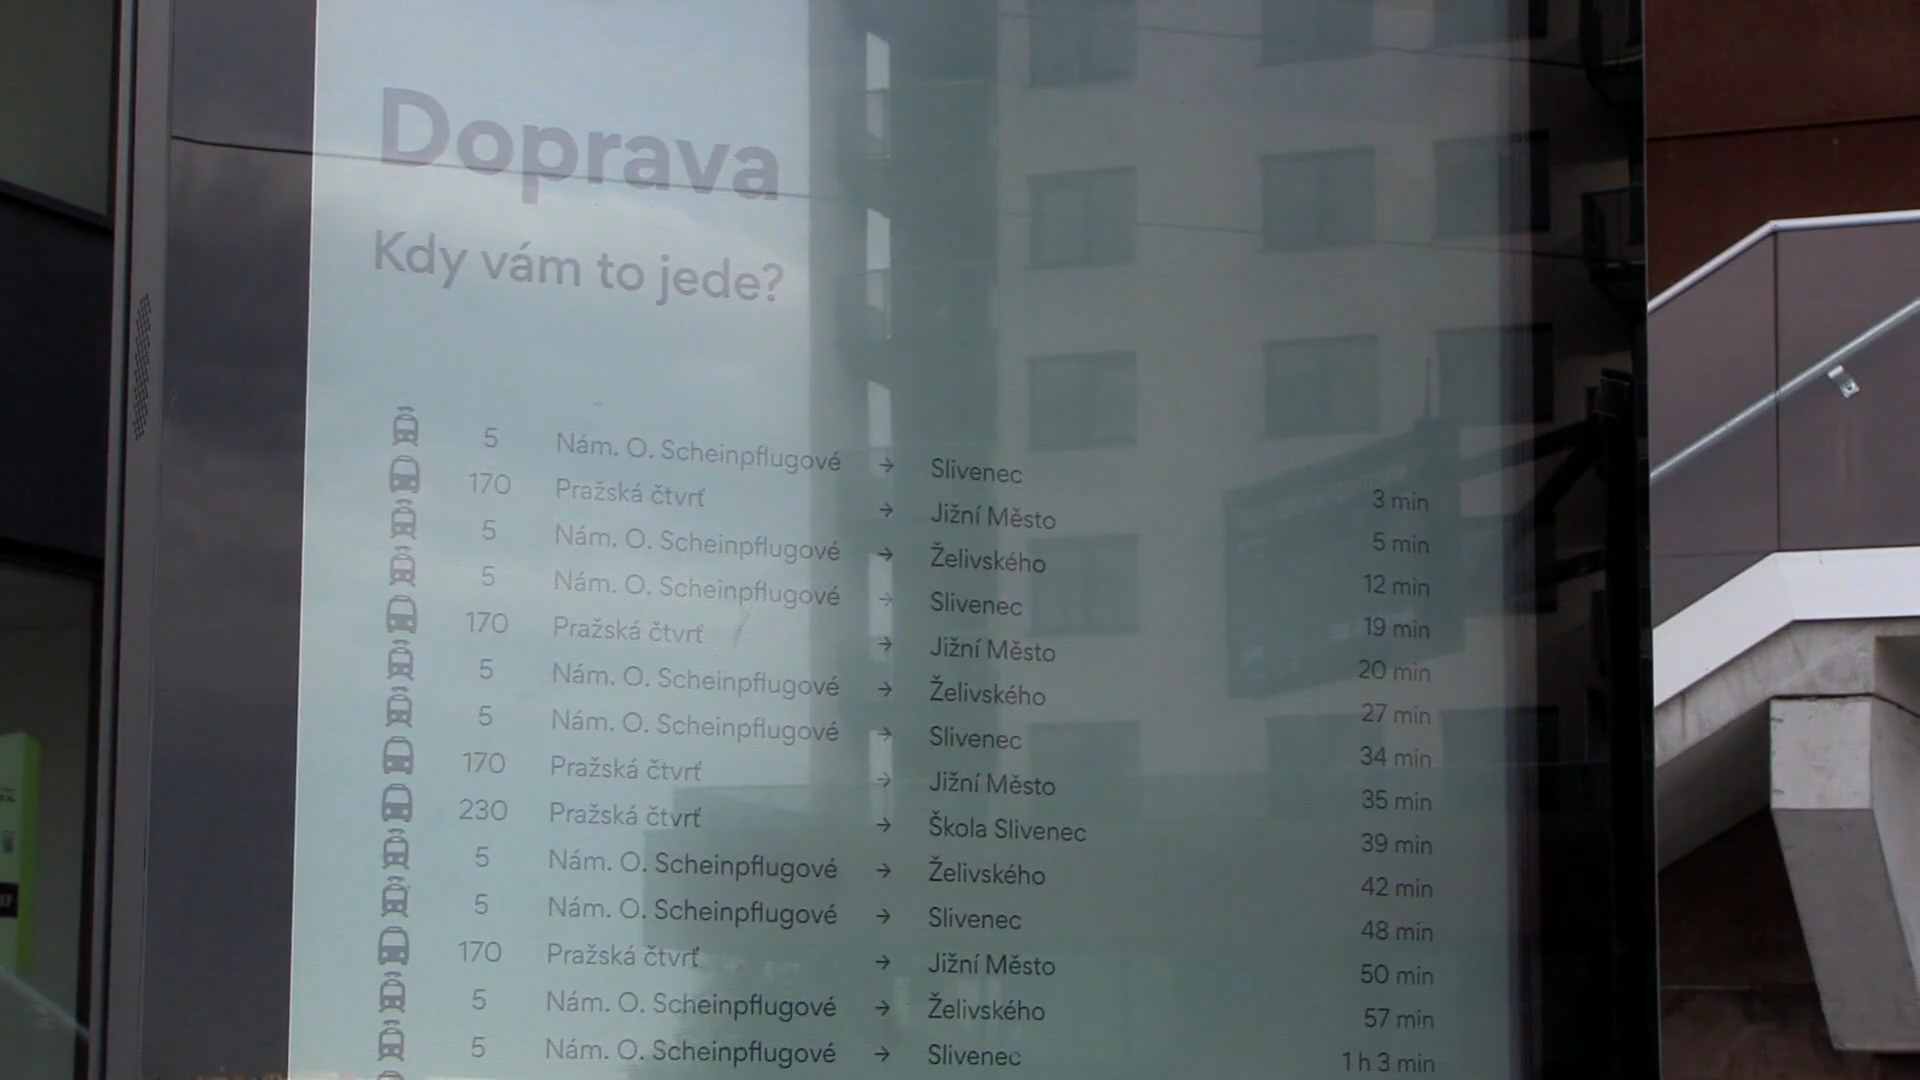 Doprava
Kdy vám to jede?
5 Nám. O. Scheinpflugové → Slivenec 3 min
170 Pražská čtvrť → Jižní Město 5 min
5 Nám. O. Scheinpflugové → Želivského 12 min
5 Nám. O. Scheinpflugové → Slivenec 19 min
170 Pražská čtvrť → Jižní Město 20 min
5 Nám. O. Scheinpflugové → Želivského 27 min
5 Nám. O. Scheinpflugové → Slivenec 34 min
170 Pražská čtvrť → Jižní Město 35 min
230 Pražská čtvrť → Škola Slivenec 39 min
5 Nám. O. Scheinpflugové → Želivského 42 min
5 Nám. O. Scheinpflugové → Slivenec 48 min
170 Pražská čtvrť → Jižní Město 50 min
5 Nám. O. Scheinpflugové → Želivského 57 min
5 Nám. O. Scheinpflugové → Slivenec 1 h 3 min